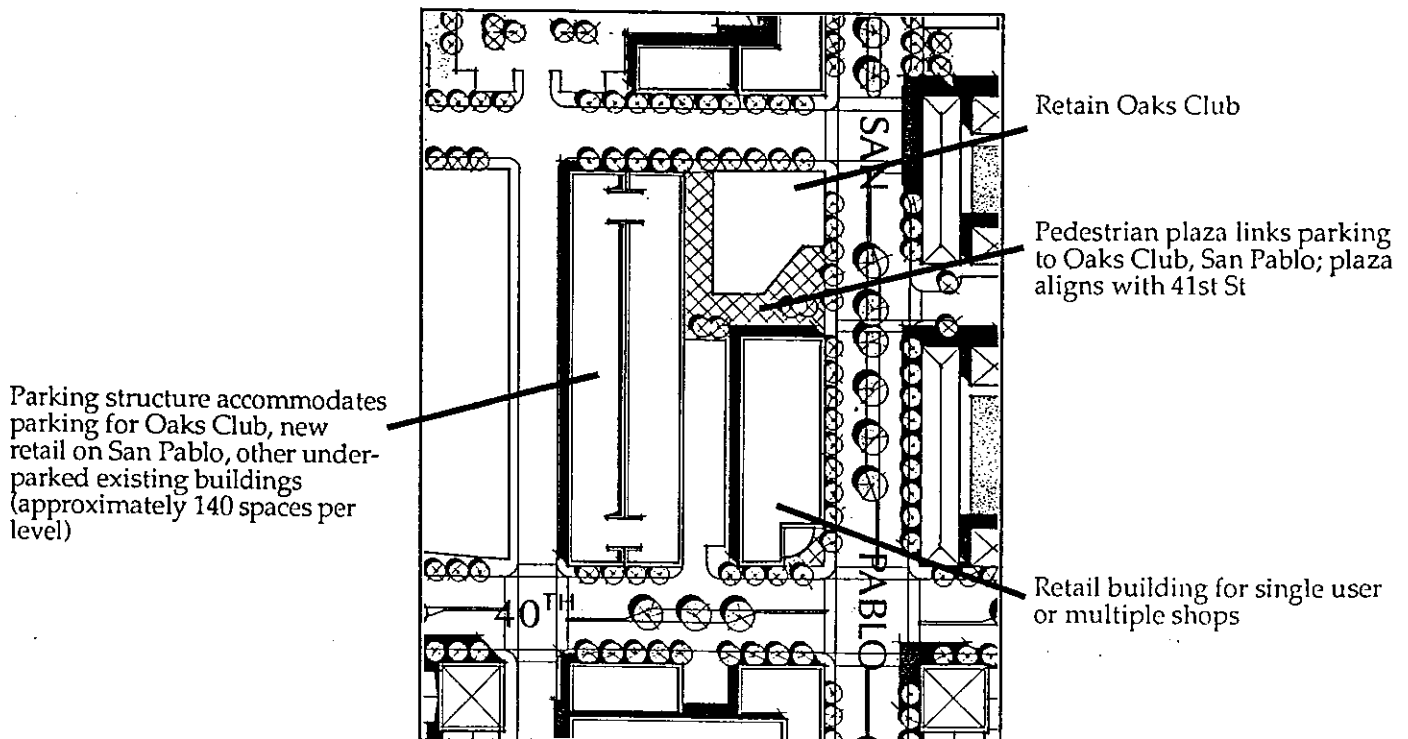 Retain Oaks Club
Pedestrian plaza links parking
to Oaks Club, San Pablo; plaza
aligns with 41st St
Parking structure accommodates
parking for Oaks Club, new
retail on San Pablo, other under-
parked existing buildings
(approximately 140 spaces per
level)
Retail building for single user
or multiple shops
SAN
PABLO
40TH